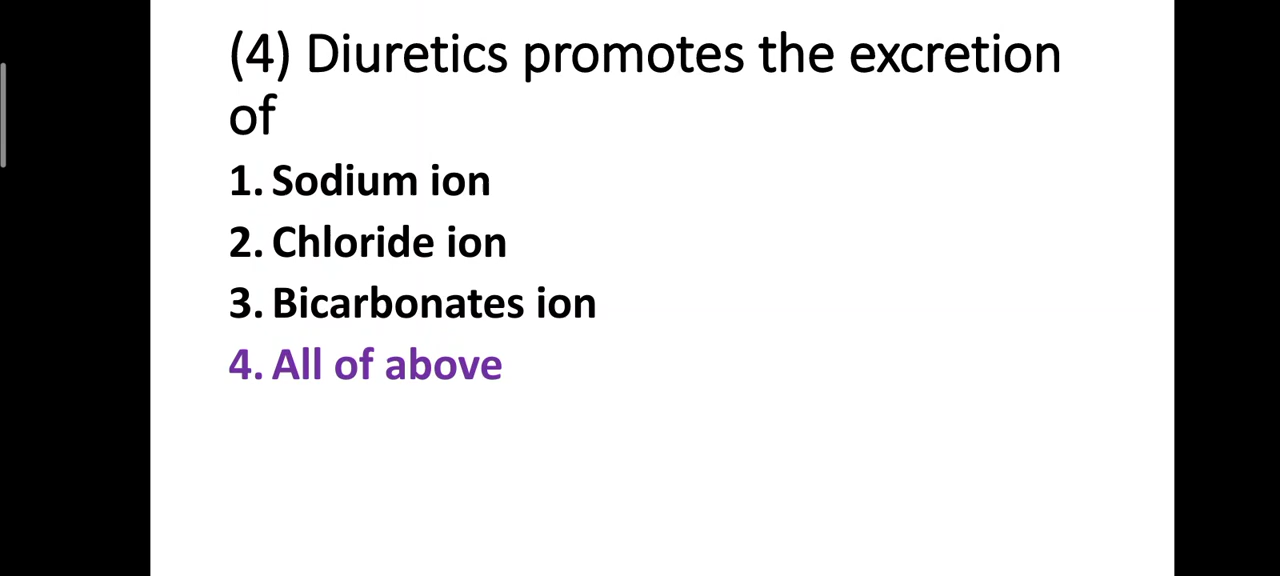 (4) Diuretics promotes the excretion
of
1. Sodium ion
2. Chloride ion
3. Bicarbonates ion
4. All of above